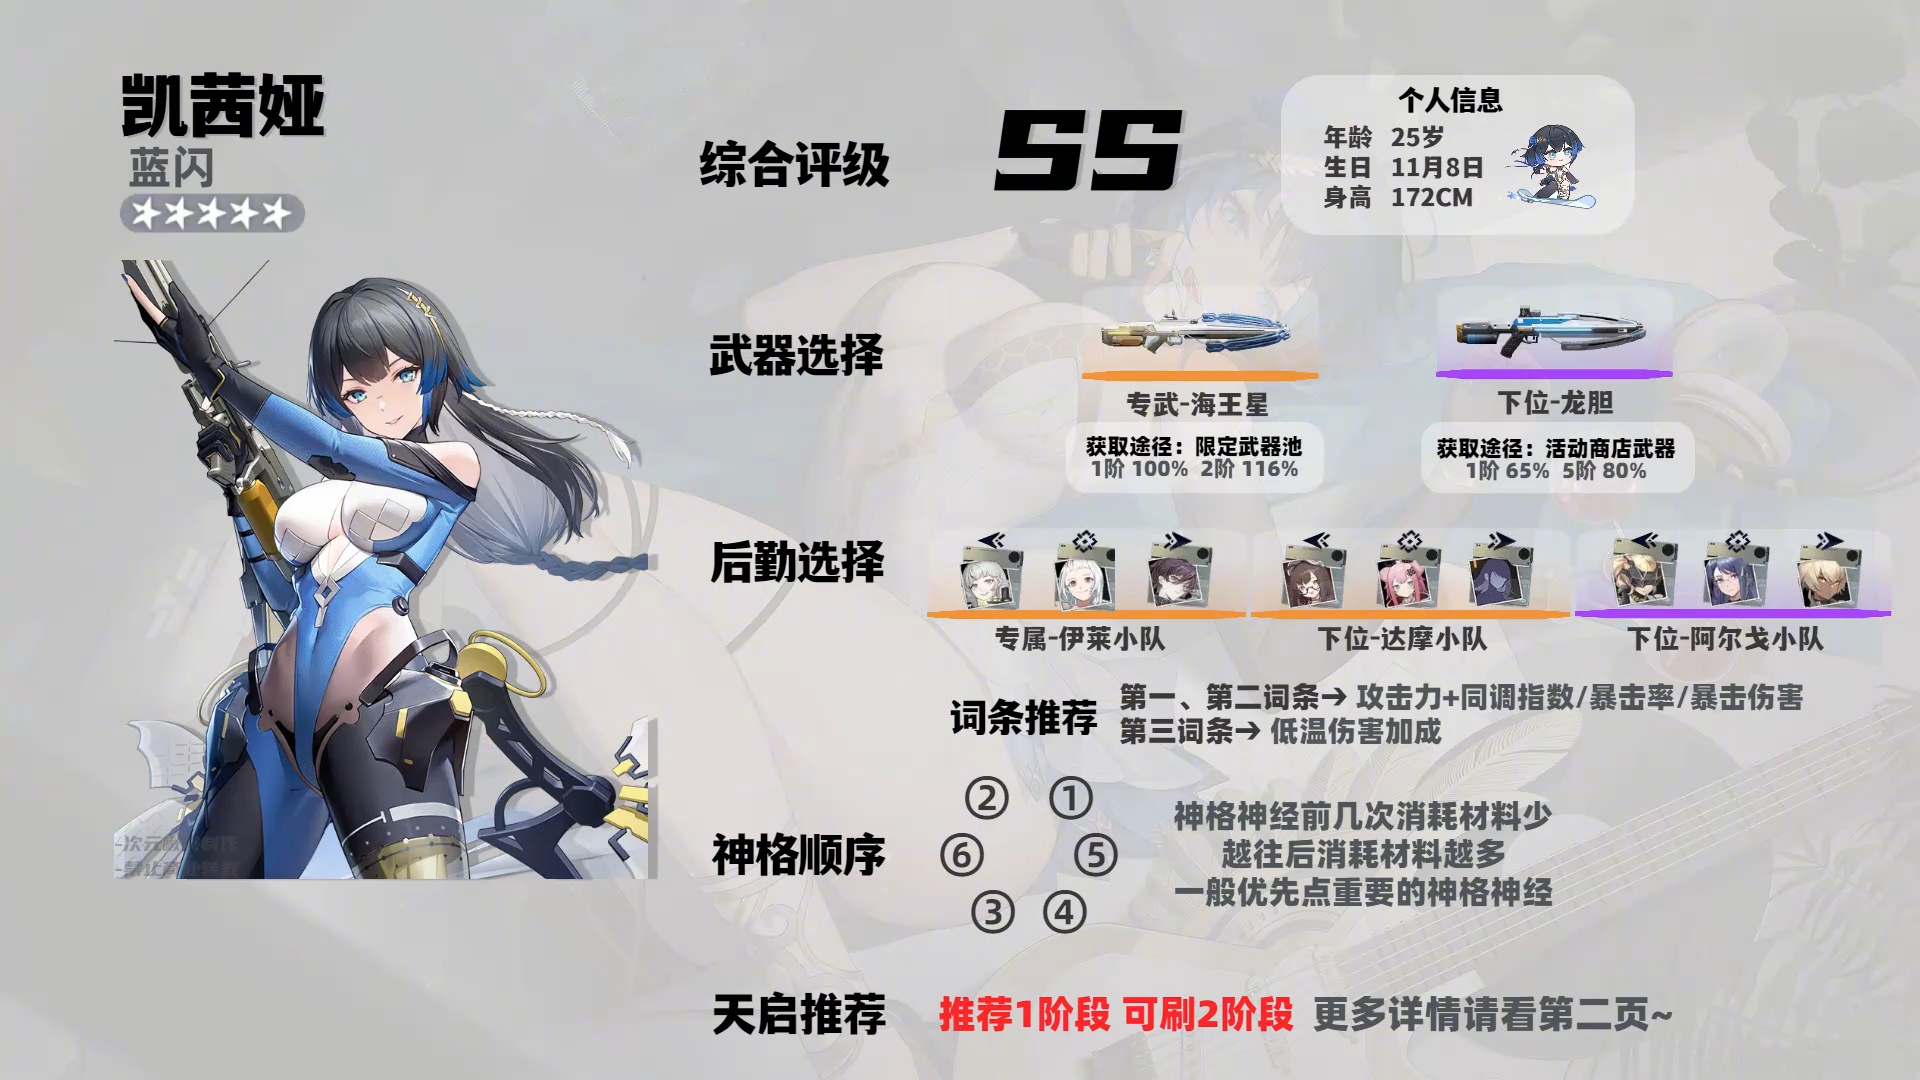 凯茜娅
蓝闪
综合评级
SS
个人信息
年龄 25岁
生日 11月8日
身高 172CM
武器选择
专武-海王星
获取途径：限定武器池
1阶 100% 2阶 116%
下位-龙胆
获取途径：活动商店武器
1阶 65% 5阶 80%
后勤选择
专属-伊莱小队
下位-达摩小队
下位-阿尔戈小队
词条推荐
第一、第二词条→ 攻击力+同调指数/暴击率/暴击伤害
第三词条→ 低温伤害加成
神格顺序
② ①
⑥ ⑤
③ ④
神格神经前几次消耗材料少
越往后消耗材料越多
一般优先点重要的神格神经
天启推荐
推荐1阶段 可刷2阶段 更多详情请看第二页~